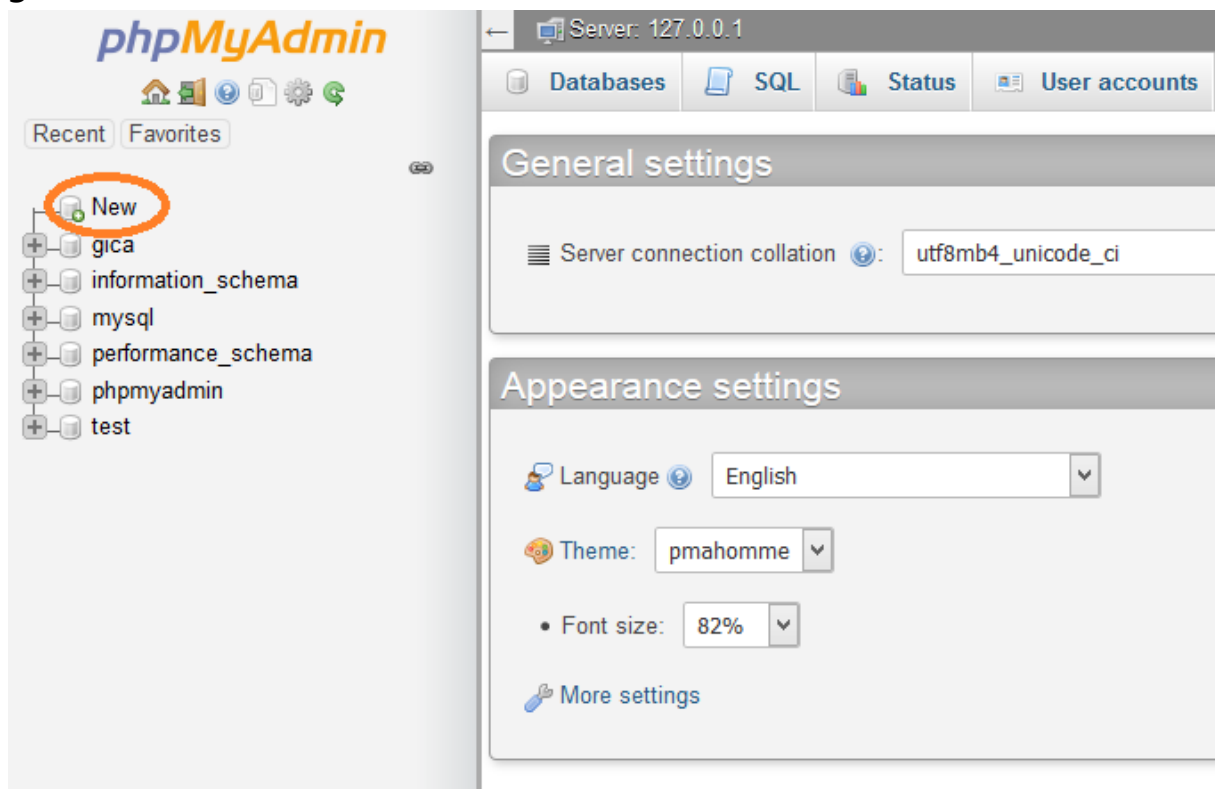 phpMyAdmin
Recent Favorites
New
gica
information_schema
mysql
performance_schema
phpmyadmin
test
Server: 127.0.0.1
Databases SQL Status User accounts
General settings
Server connection collation : utf8mb4_unicode_ci
Appearance settings
Language English
Theme: pmahomme
• Font size: 82%
More settings